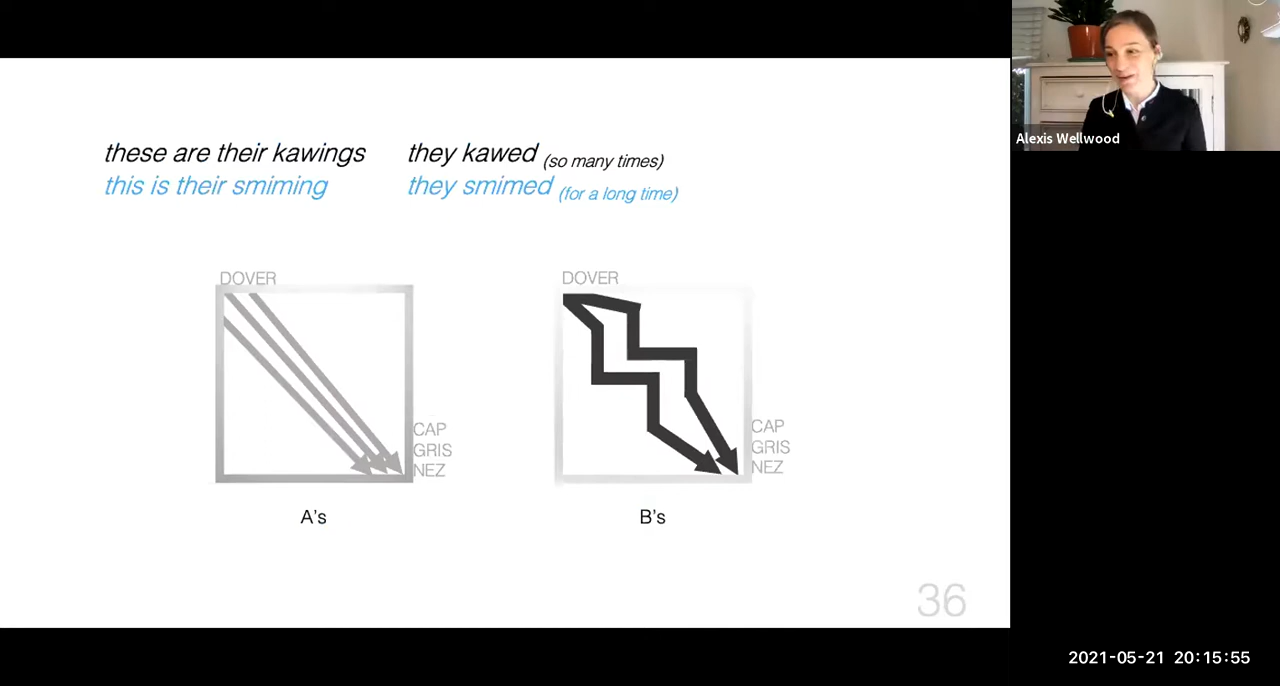 these are their kawings
this is their smiming
they kawed (so many times)
they smimed (for a long time)
DOVER
CAP
GRIS
NEZ
A's
DOVER
CAP
GRIS
NEZ
B's
36
Alexis Wellwood
2021-05-21 20:15:55